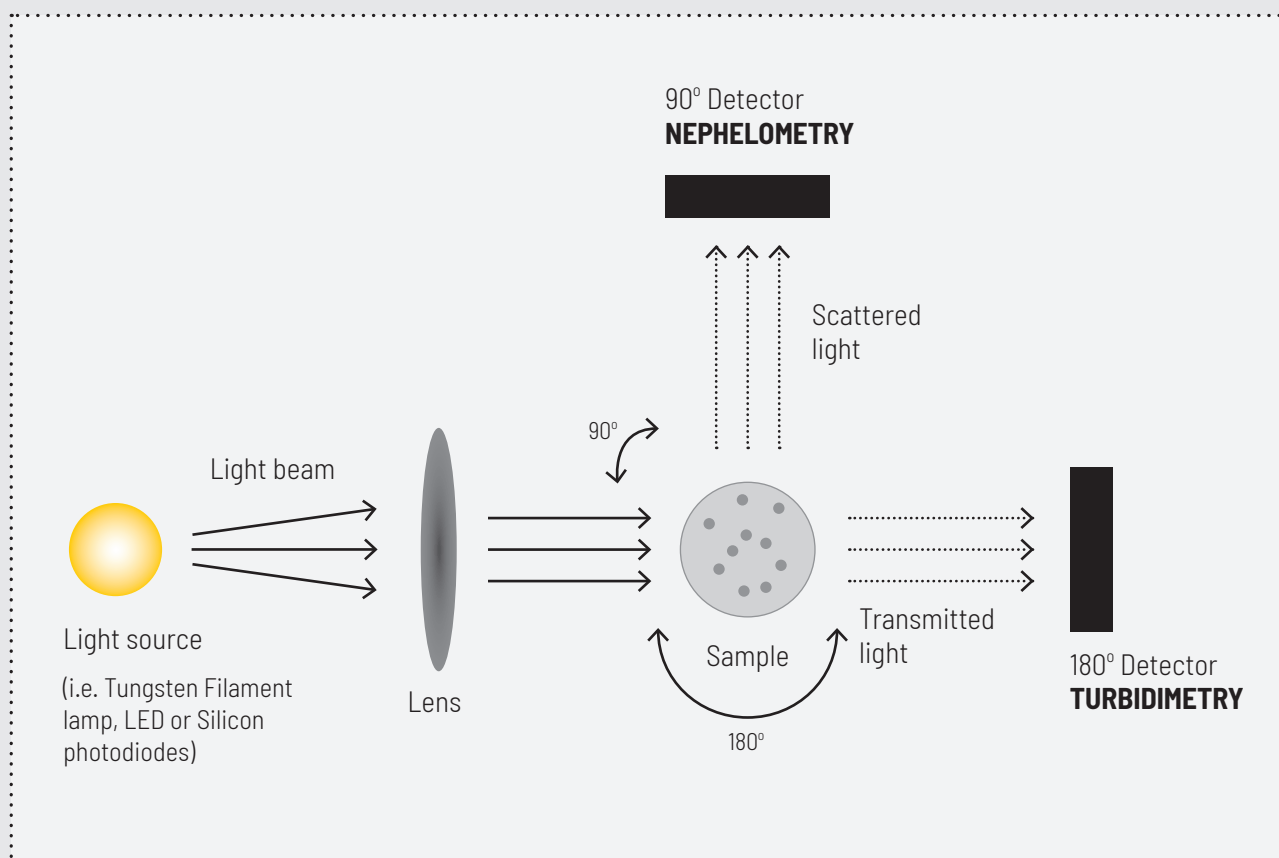 90° Detector
NEPHELOMETRY
Scattered
light
90°
Light beam
Light source
(i.e. Tungsten Filament
lamp, LED or Silicon
photodiodes)
Lens
Sample
180°
Transmitted
light
180° Detector
TURBIDIMETRY